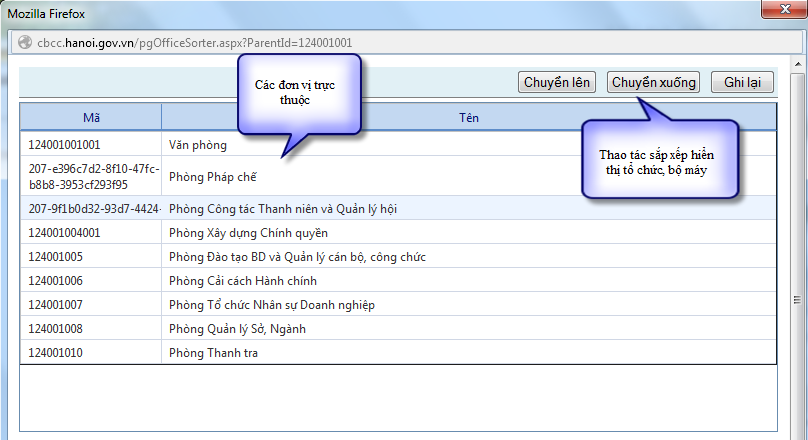 Mozilla Firefox
cbcc.hanoi.gov.vn/pgOfficeSorter.aspx?ParentId=124001001
Chuyển lên Chuyển xuống Ghi lại
Các đơn vị trực
thuộc
Mã Tên
Thao tác sắp xếp hiển
thị tổ chức, bộ máy
124001001001 Văn phòng
207-e396c7d2-8f10-47fc-
b8b8-3953cf293f95
Phòng Pháp chế
207-9f1b0d32-93d7-4424- Phòng Công tác Thanh niên và Quản lý hội
124001004001 Phòng Xây dựng Chính quyền
124001005 Phòng Đào tạo BD và Quản lý cán bộ, công chức
124001006 Phòng Cải cách Hành chính
124001007 Phòng Tổ chức Nhân sự Doanh nghiệp
124001008 Phòng Quản lý Sở, Ngành
124001010 Phòng Thanh tra